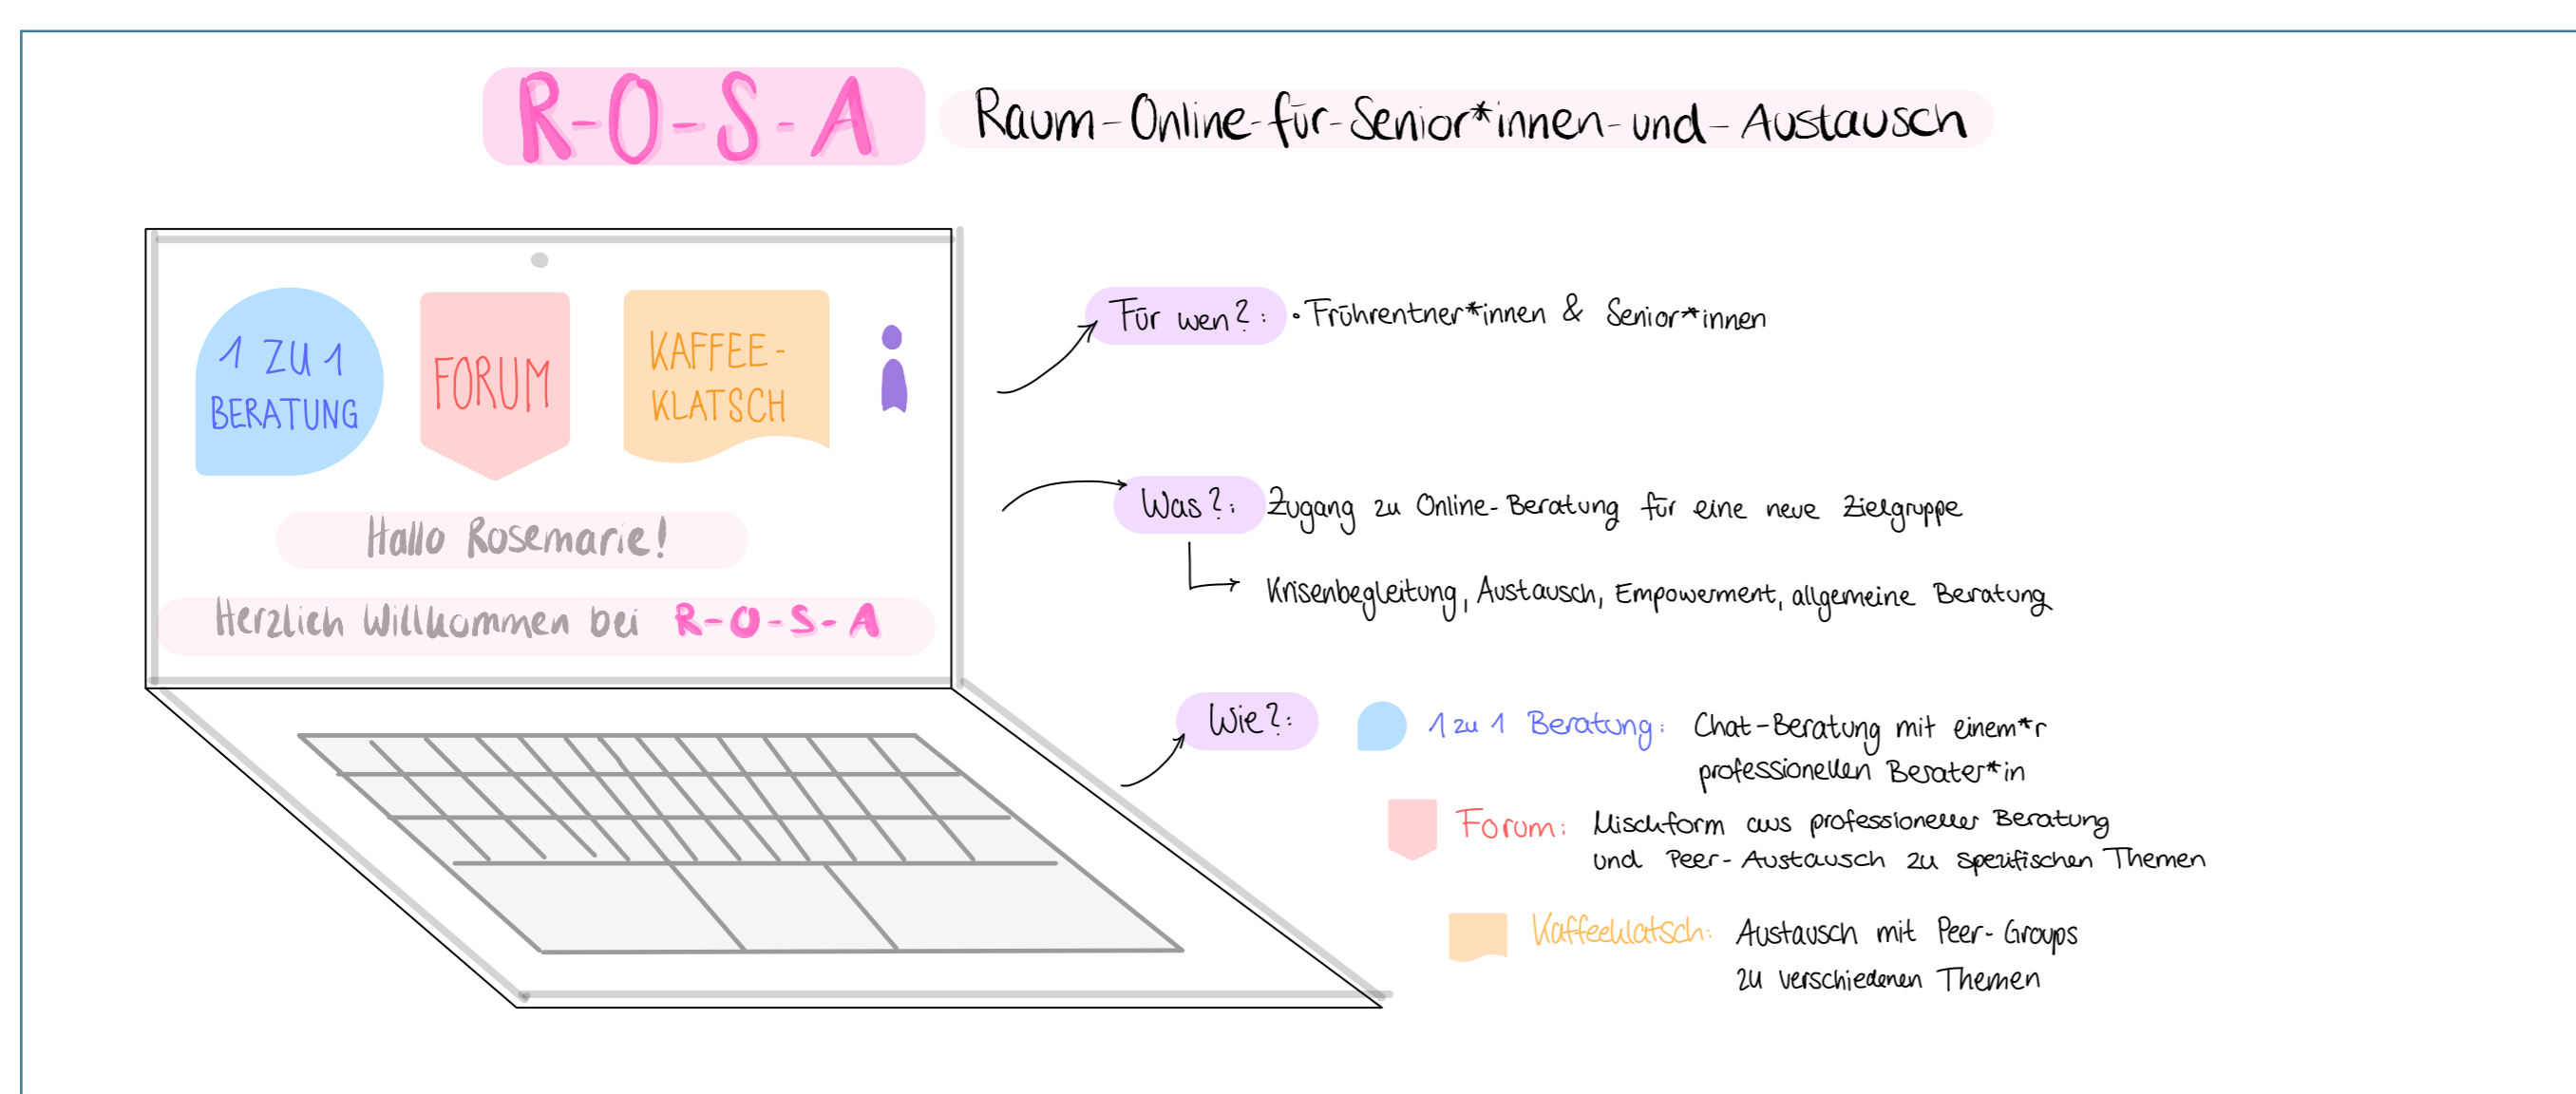 R-O-S-A Raum-Online-für-Senior*innen-und-Austausch
1 ZU 1
BERATUNG
FORUM
KAFFEE-
KLATSCH
i
Hallo Rosemarie!
Herzlich Willkommen bei R-O-S-A
Für wen?: • Frührentner*innen & Senior*innen
Was?: Zugang zu Online-Beratung für eine neue Zielgruppe
Krisenbegleitung, Austausch, Empowerment, allgemeine Beratung
Wie?: 1 zu 1 Beratung: Chat-Beratung mit einem*r
professionellen Berater*in
Forum: Mischform aus professioneller Beratung
und Peer-Austausch zu spezifischen Themen
Kaffeeklatsch: Austausch mit Peer-Groups
zu verschiedenen Themen